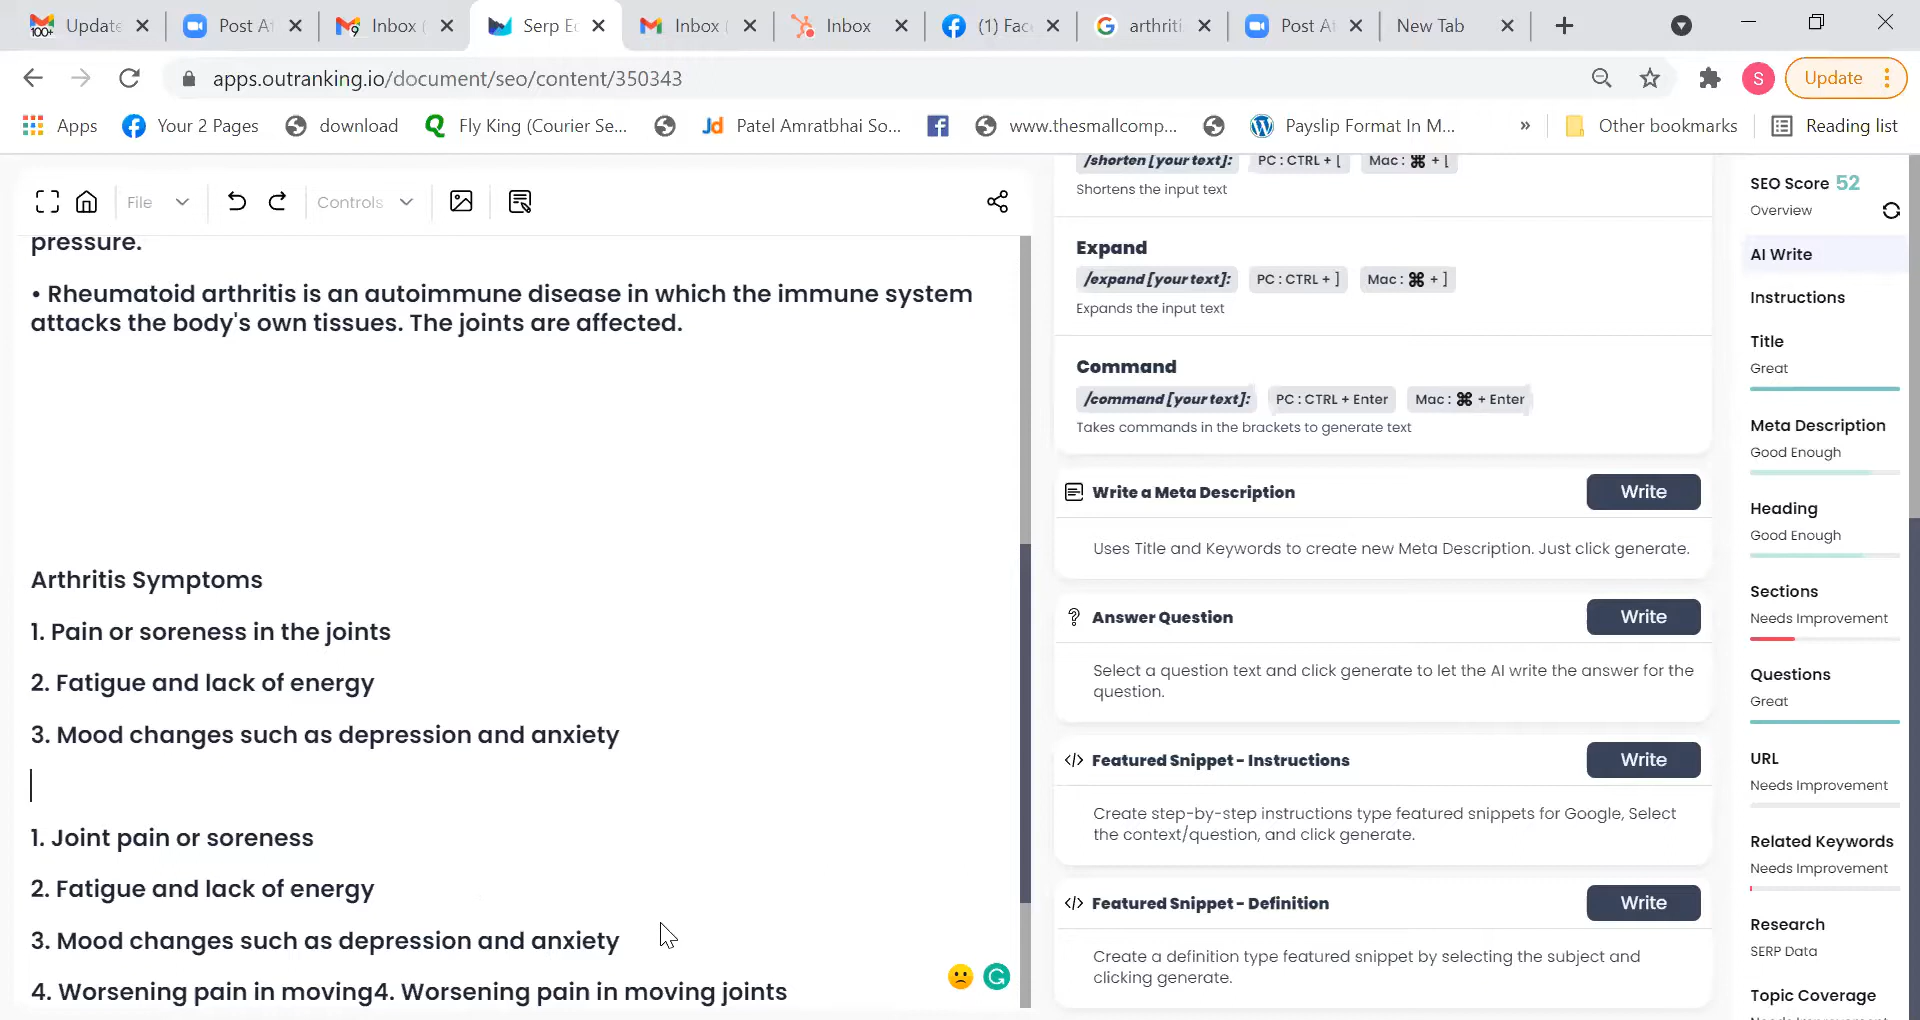 100+ Update
Post At
9 Inbox (
Serp Ec
Inbox (
Inbox
(1) Fac
arthriti
Post At
New Tab
apps.outranking.io/document/seo/content/350343
S
Update
Apps
Your 2 Pages
download
Fly King (Courier Se...
Jd Patel Amratbhai So...
www.thesmallcomp...
Payslip Format In M...
»
Other bookmarks
Reading list
File
Controls
pressure.
• Rheumatoid arthritis is an autoimmune disease in which the immune system
attacks the body's own tissues. The joints are affected.
Arthritis Symptoms
1. Pain or soreness in the joints
2. Fatigue and lack of energy
3. Mood changes such as depression and anxiety
1. Joint pain or soreness
2. Fatigue and lack of energy
3. Mood changes such as depression and anxiety
4. Worsening pain in moving4. Worsening pain in moving joints
/shorten [your text]: PC : CTRL + [ Mac : ⌘ + [
Shortens the input text
Expand
/expand [your text]: PC : CTRL + ] Mac : ⌘ + ]
Expands the input text
Command
/command [your text]: PC : CTRL + Enter Mac : ⌘ + Enter
Takes commands in the brackets to generate text
Write a Meta Description Write
Uses Title and Keywords to create new Meta Description. Just click generate.
Answer Question Write
Select a question text and click generate to let the AI write the answer for the
question.
Featured Snippet - Instructions Write
Create step-by-step instructions type featured snippets for Google, Select
the context/question, and click generate.
Featured Snippet - Definition Write
Create a definition type featured snippet by selecting the subject and
clicking generate.
SEO Score 52
Overview
AI Write
Instructions
Title
Great
Meta Description
Good Enough
Heading
Good Enough
Sections
Needs Improvement
Questions
Great
URL
Needs Improvement
Related Keywords
Needs Improvement
Research
SERP Data
Topic Coverage